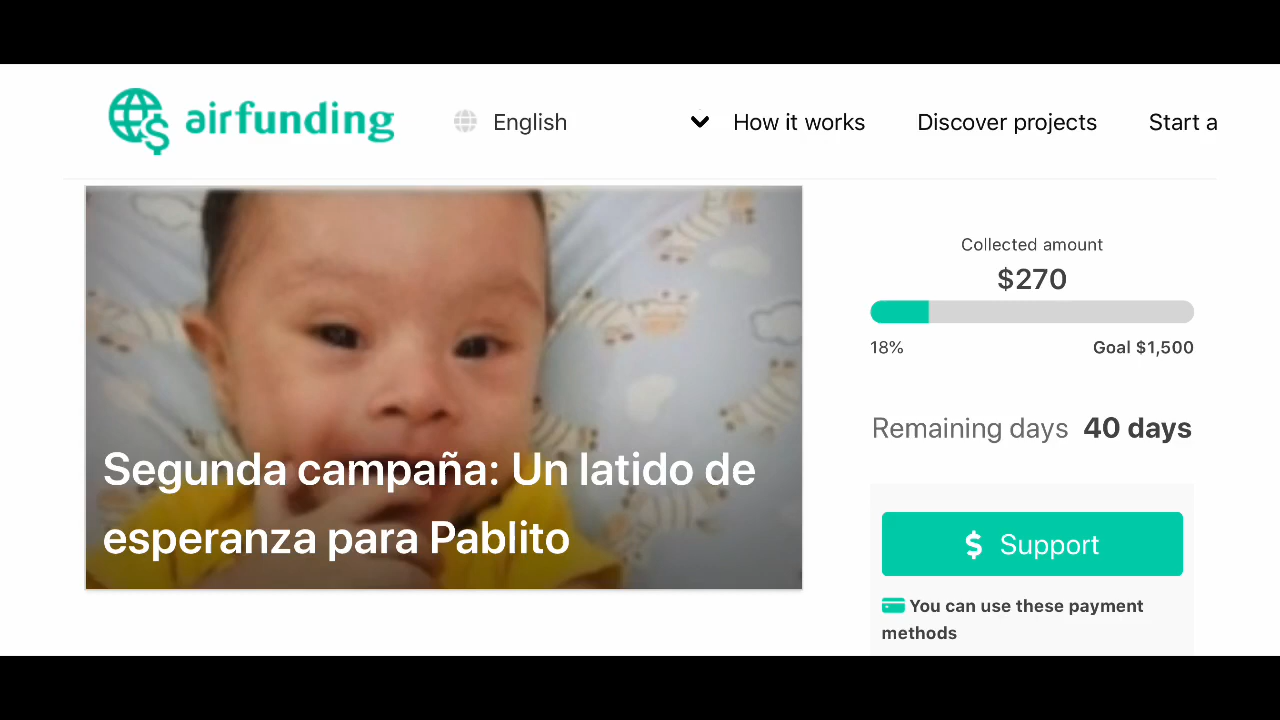 airfunding
English
How it works
Discover projects
Start a
Segunda campaña: Un latido de
esperanza para Pablito
Collected amount
$270
18%
Goal $1,500
Remaining days 40 days
$ Support
You can use these payment
methods